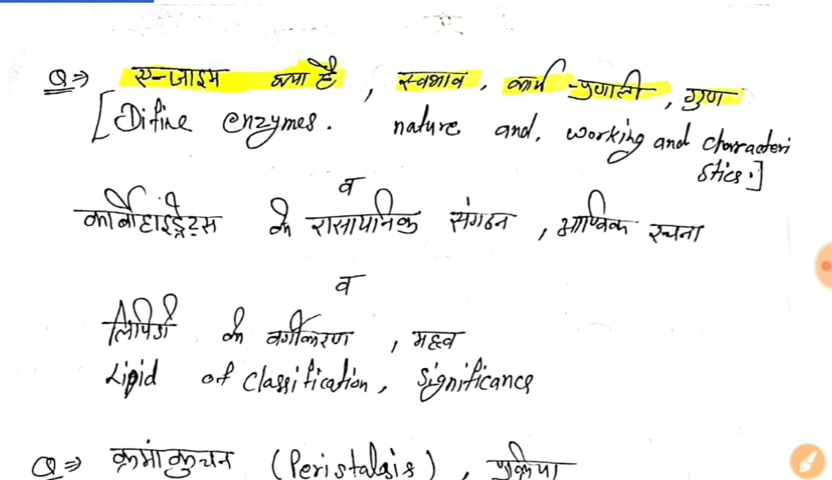 Q⇒ एन्जाइम क्या है, स्वभाव, कार्य-प्रणाली, गुण
[Difine enzymes. nature and, working and characteri
stics.]
व
कार्बोहाइड्रेट्स के रासायनिक संगठन, आण्विक रचना
व
लिपिडों के वर्गीकरण, महत्व
Lipid of classification, significance
Q⇒ क्रमांकुचन (Peristalsis), प्रक्रिया